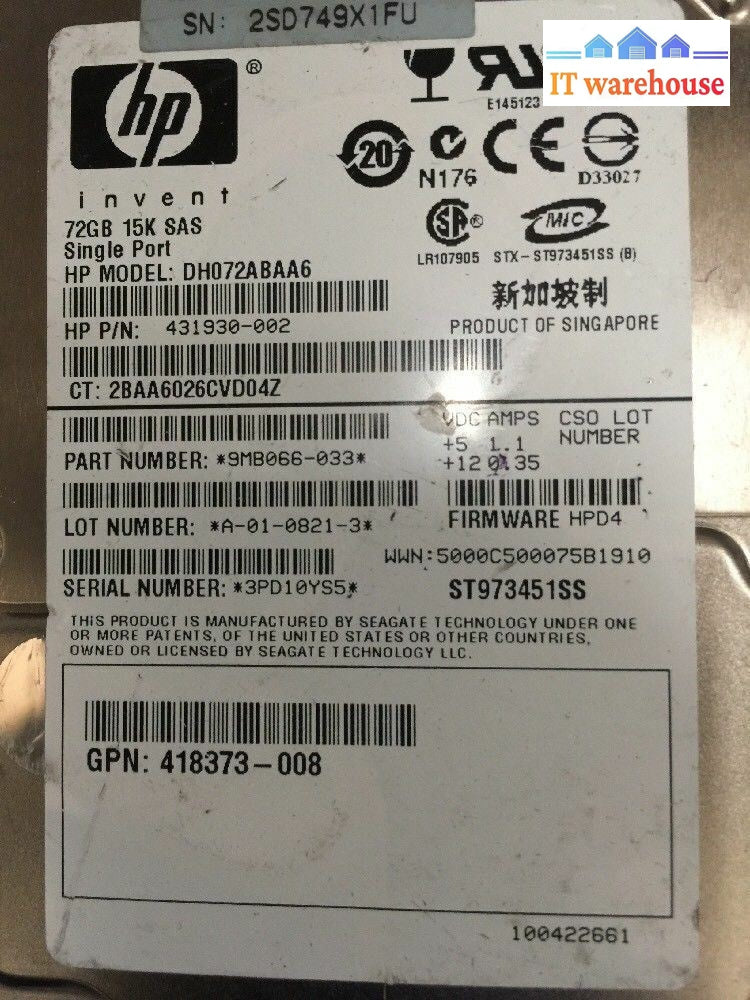 SN: 2SD749X1FU
IT warehouse
hp ®
invent
E145123
20
N176
D33027
LR107905 STX-ST973451SS (B)
MIC
72GB 15K SAS
Single Port
HP MODEL: DH072ABAA6
新加坡制
HP P/N: 431930-002
PRODUCT OF SINGAPORE
CT: 2BAA6026CVD04Z
VDC AMPS CSO LOT
+5 1.1 NUMBER
+12 0.35
PART NUMBER: *9MB066-033*
LOT NUMBER: *A-01-0821-3*
FIRMWARE HPD4
WWN:5000C500075B1910
SERIAL NUMBER: *3PD10YS5*
ST973451SS
THIS PRODUCT IS MANUFACTURED BY SEAGATE TECHNOLOGY UNDER ONE
OR MORE PATENTS, OF THE UNITED STATES OR OTHER COUNTRIES,
OWNED OR LICENSED BY SEAGATE TECHNOLOGY LLC.
GPN: 418373-008
100422661